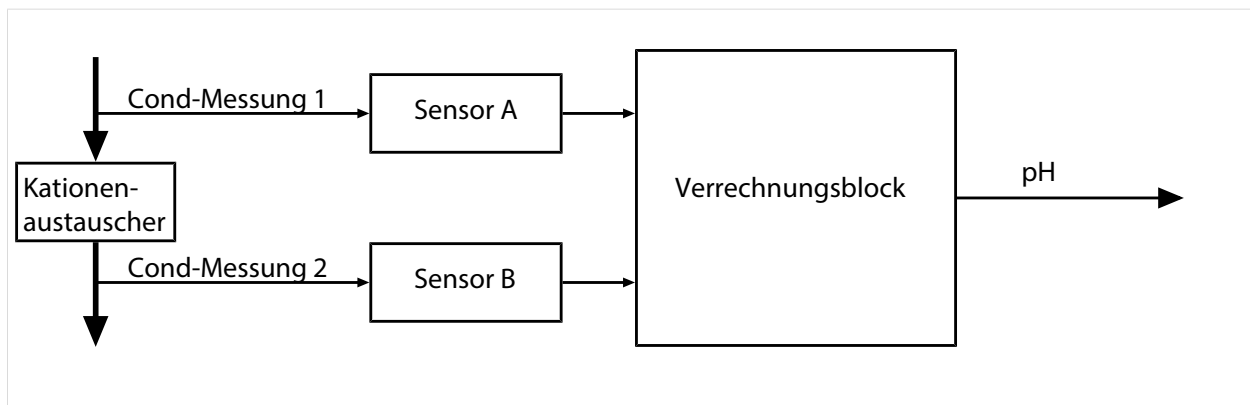 Cond-Messung 1
Sensor A
Kationen-
austauscher
Verrechnungsblock
pH
Cond-Messung 2
Sensor B